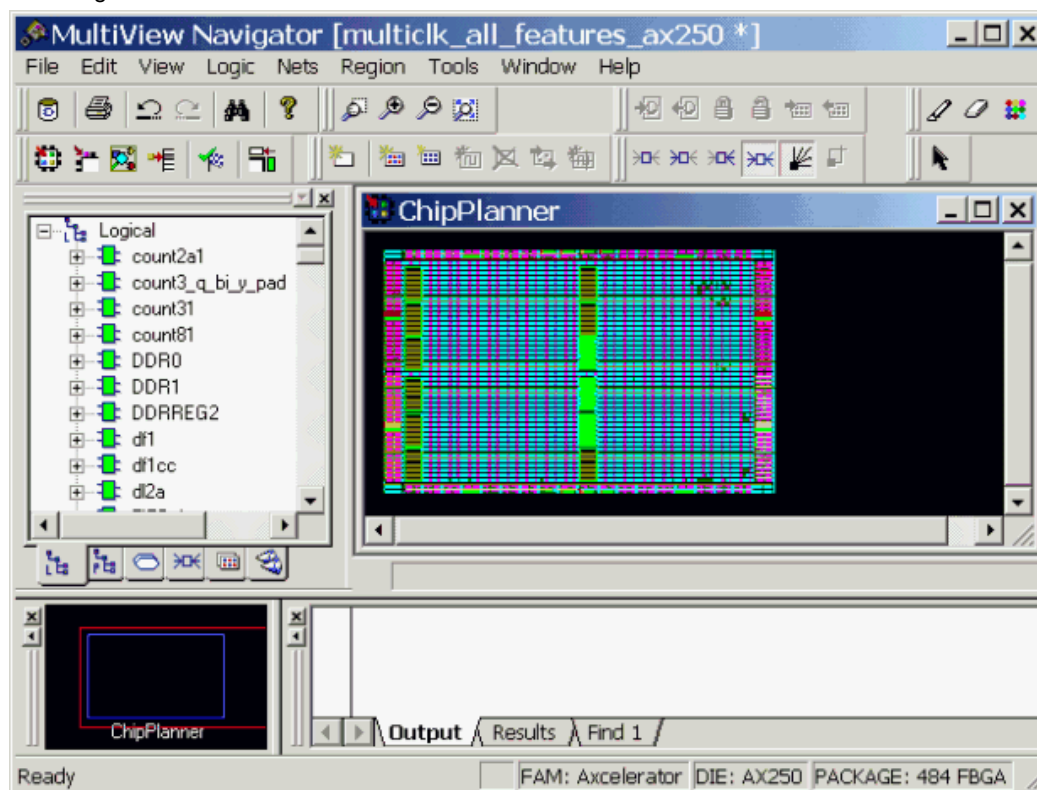 MultiView Navigator [multiclk_all_features_ax250 *]
File Edit View Logic Nets Region Tools Window Help
ChipPlanner
Logical
count2a1
count3_q_bi_y_pad
count31
count81
DDR0
DDR1
DDRREG2
df1
df1cc
dl2a
ChipPlanner
Output Results Find 1
Ready FAM: Axcelerator DIE: AX250 PACKAGE: 484 FBGA